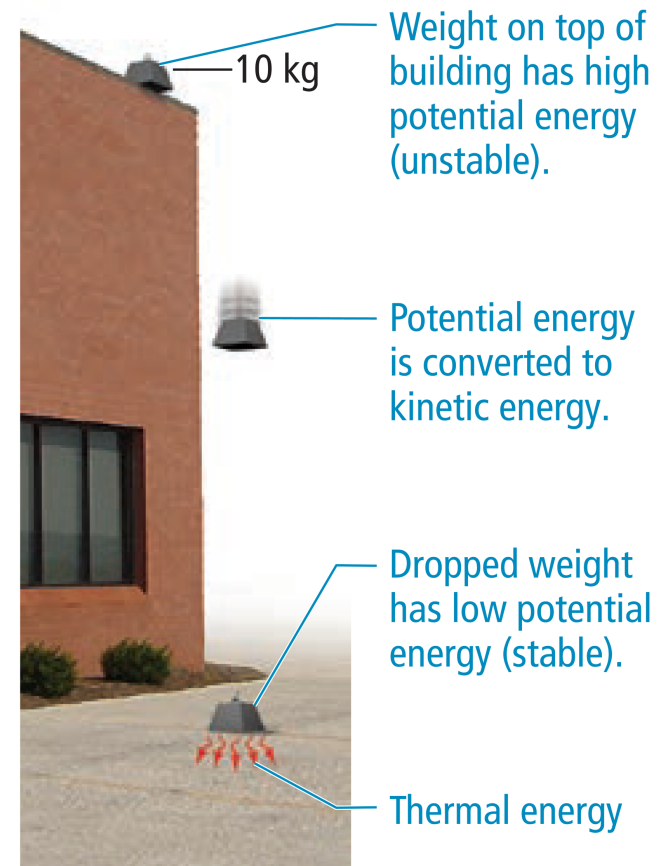 Weight on top of
building has high
potential energy
(unstable).
10 kg
Potential energy
is converted to
kinetic energy.
Dropped weight
has low potential
energy (stable).
Thermal energy